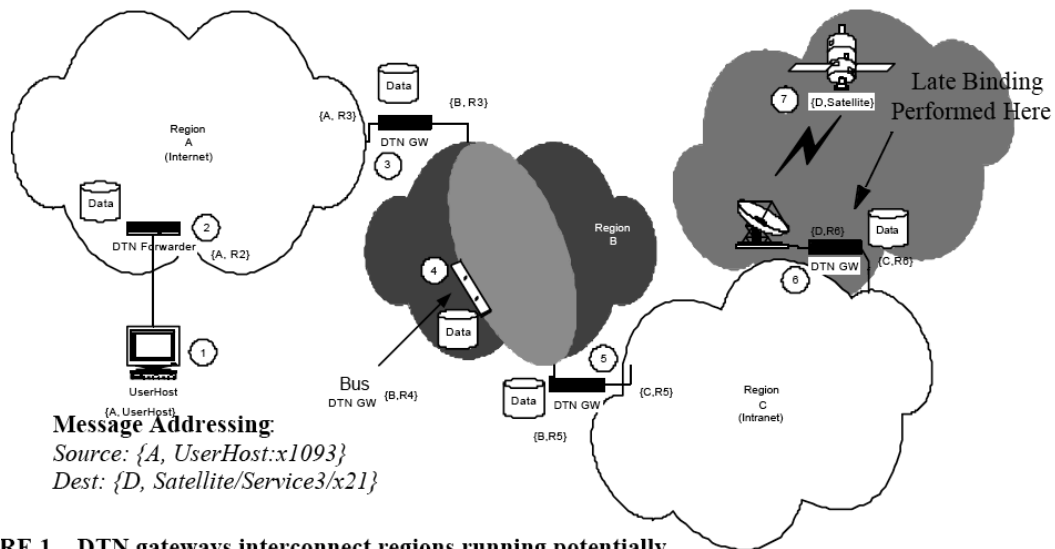 Data
{A, R3}
{B, R3}
DTN GW
3
Region
A
(Internet)
Data
2
DTN Forwarder
{A, R2}
1
UserHost
{A, UserHost}
Message Addressing:
Source: {A, UserHost:x1093}
Dest: {D, Satellite/Service3/x21}
Region
B
4
Data
Bus
DTN GW
{B,R4}
5
Data
DTN GW
{C,R5}
{B,R5}
7
{D,Satellite}
Late Binding
Performed Here
{D,R6}
Data
DTN GW
{C,R6}
6
Region
C
(Intranet)
RE 1. DTN gateways interconnect regions running potentially